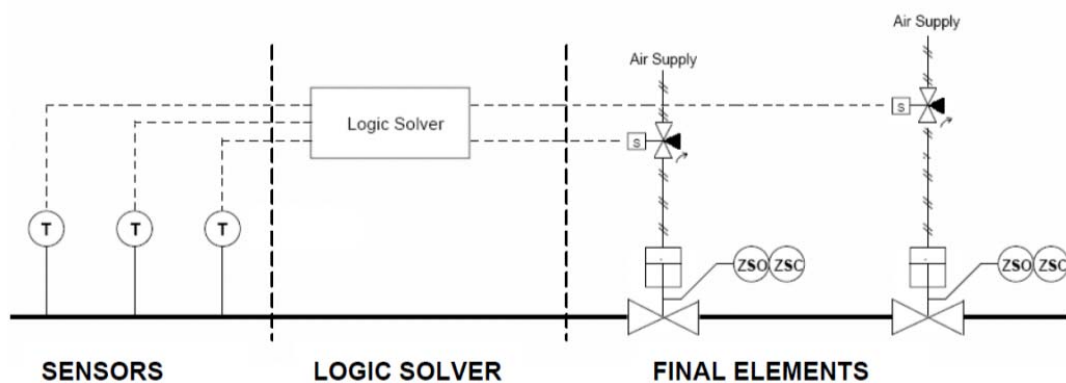 Air Supply
Air Supply
Logic Solver
S
S
T
T
T
ZSO ZSC
ZSO ZSC
SENSORS
LOGIC SOLVER
FINAL ELEMENTS